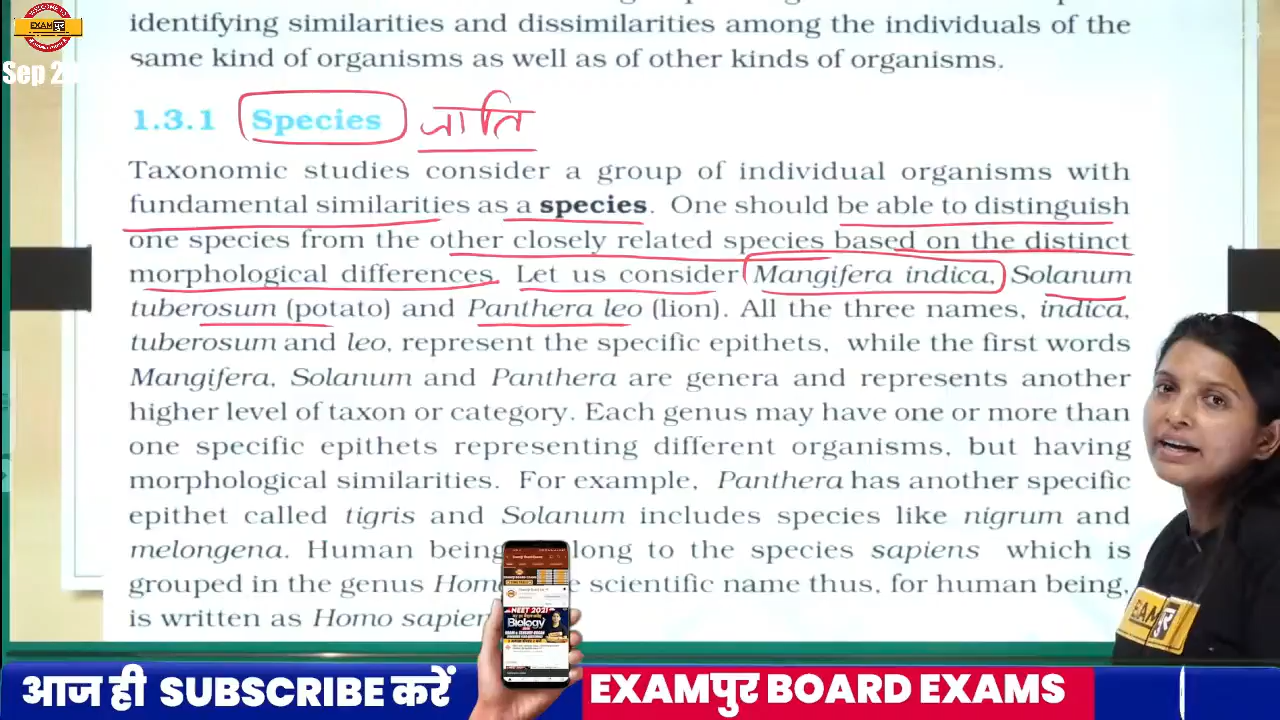 identifying similarities and dissimilarities among the individuals of the
same kind of organisms as well as of other kinds of organisms.
EXAMपुर
Sep 2
1.3.1 Species जाति
Taxonomic studies consider a group of individual organisms with
fundamental similarities as a species. One should be able to distinguish
one species from the other closely related species based on the distinct
morphological differences. Let us consider Mangifera indica, Solanum
tuberosum (potato) and Panthera leo (lion). All the three names, indica,
tuberosum and leo, represent the specific epithets, while the first words
Mangifera, Solanum and Panthera are genera and represents another
higher level of taxon or category. Each genus may have one or more than
one specific epithets representing different organisms, but having
morphological similarities. For example, Panthera has another specific
epithet called tigris and Solanum includes species like nigrum and
melongena. Human being long to the species sapiens which is
grouped in the genus Hom scientific name thus, for human being,
is written as Homo sapien
NEET 2021
Biology
EXAMपुर
आज ही SUBSCRIBE करें
EXAMपुर BOARD EXAMS